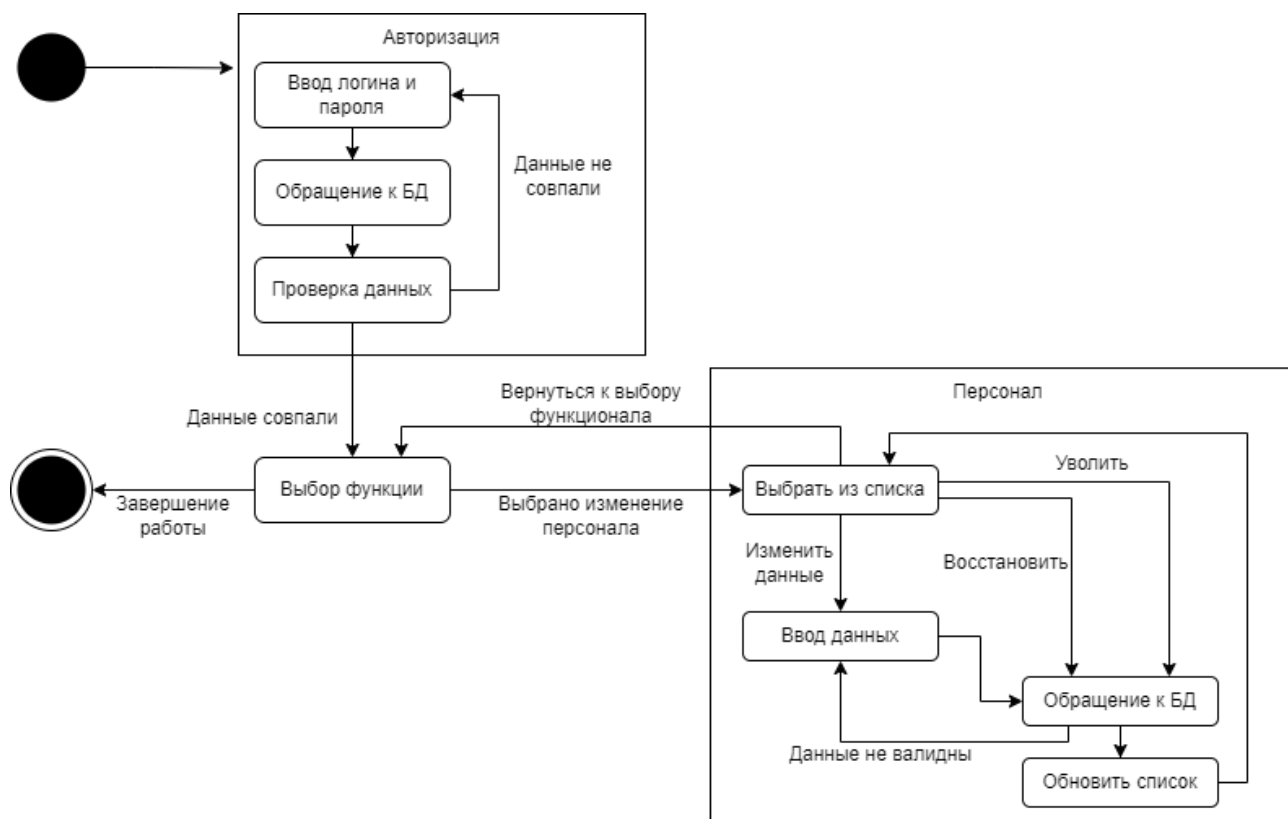 Авторизация
Ввод логина и
пароля
Данные не
совпали
Обращение к БД
Проверка данных
Данные совпали
Вернуться к выбору
функционала
Персонал
Завершение
работы
Выбор функции
Выбрано изменение
персонала
Выбрать из списка
Уволить
Изменить
данные
Восстановить
Ввод данных
Обращение к БД
Данные не валидны
Обновить список